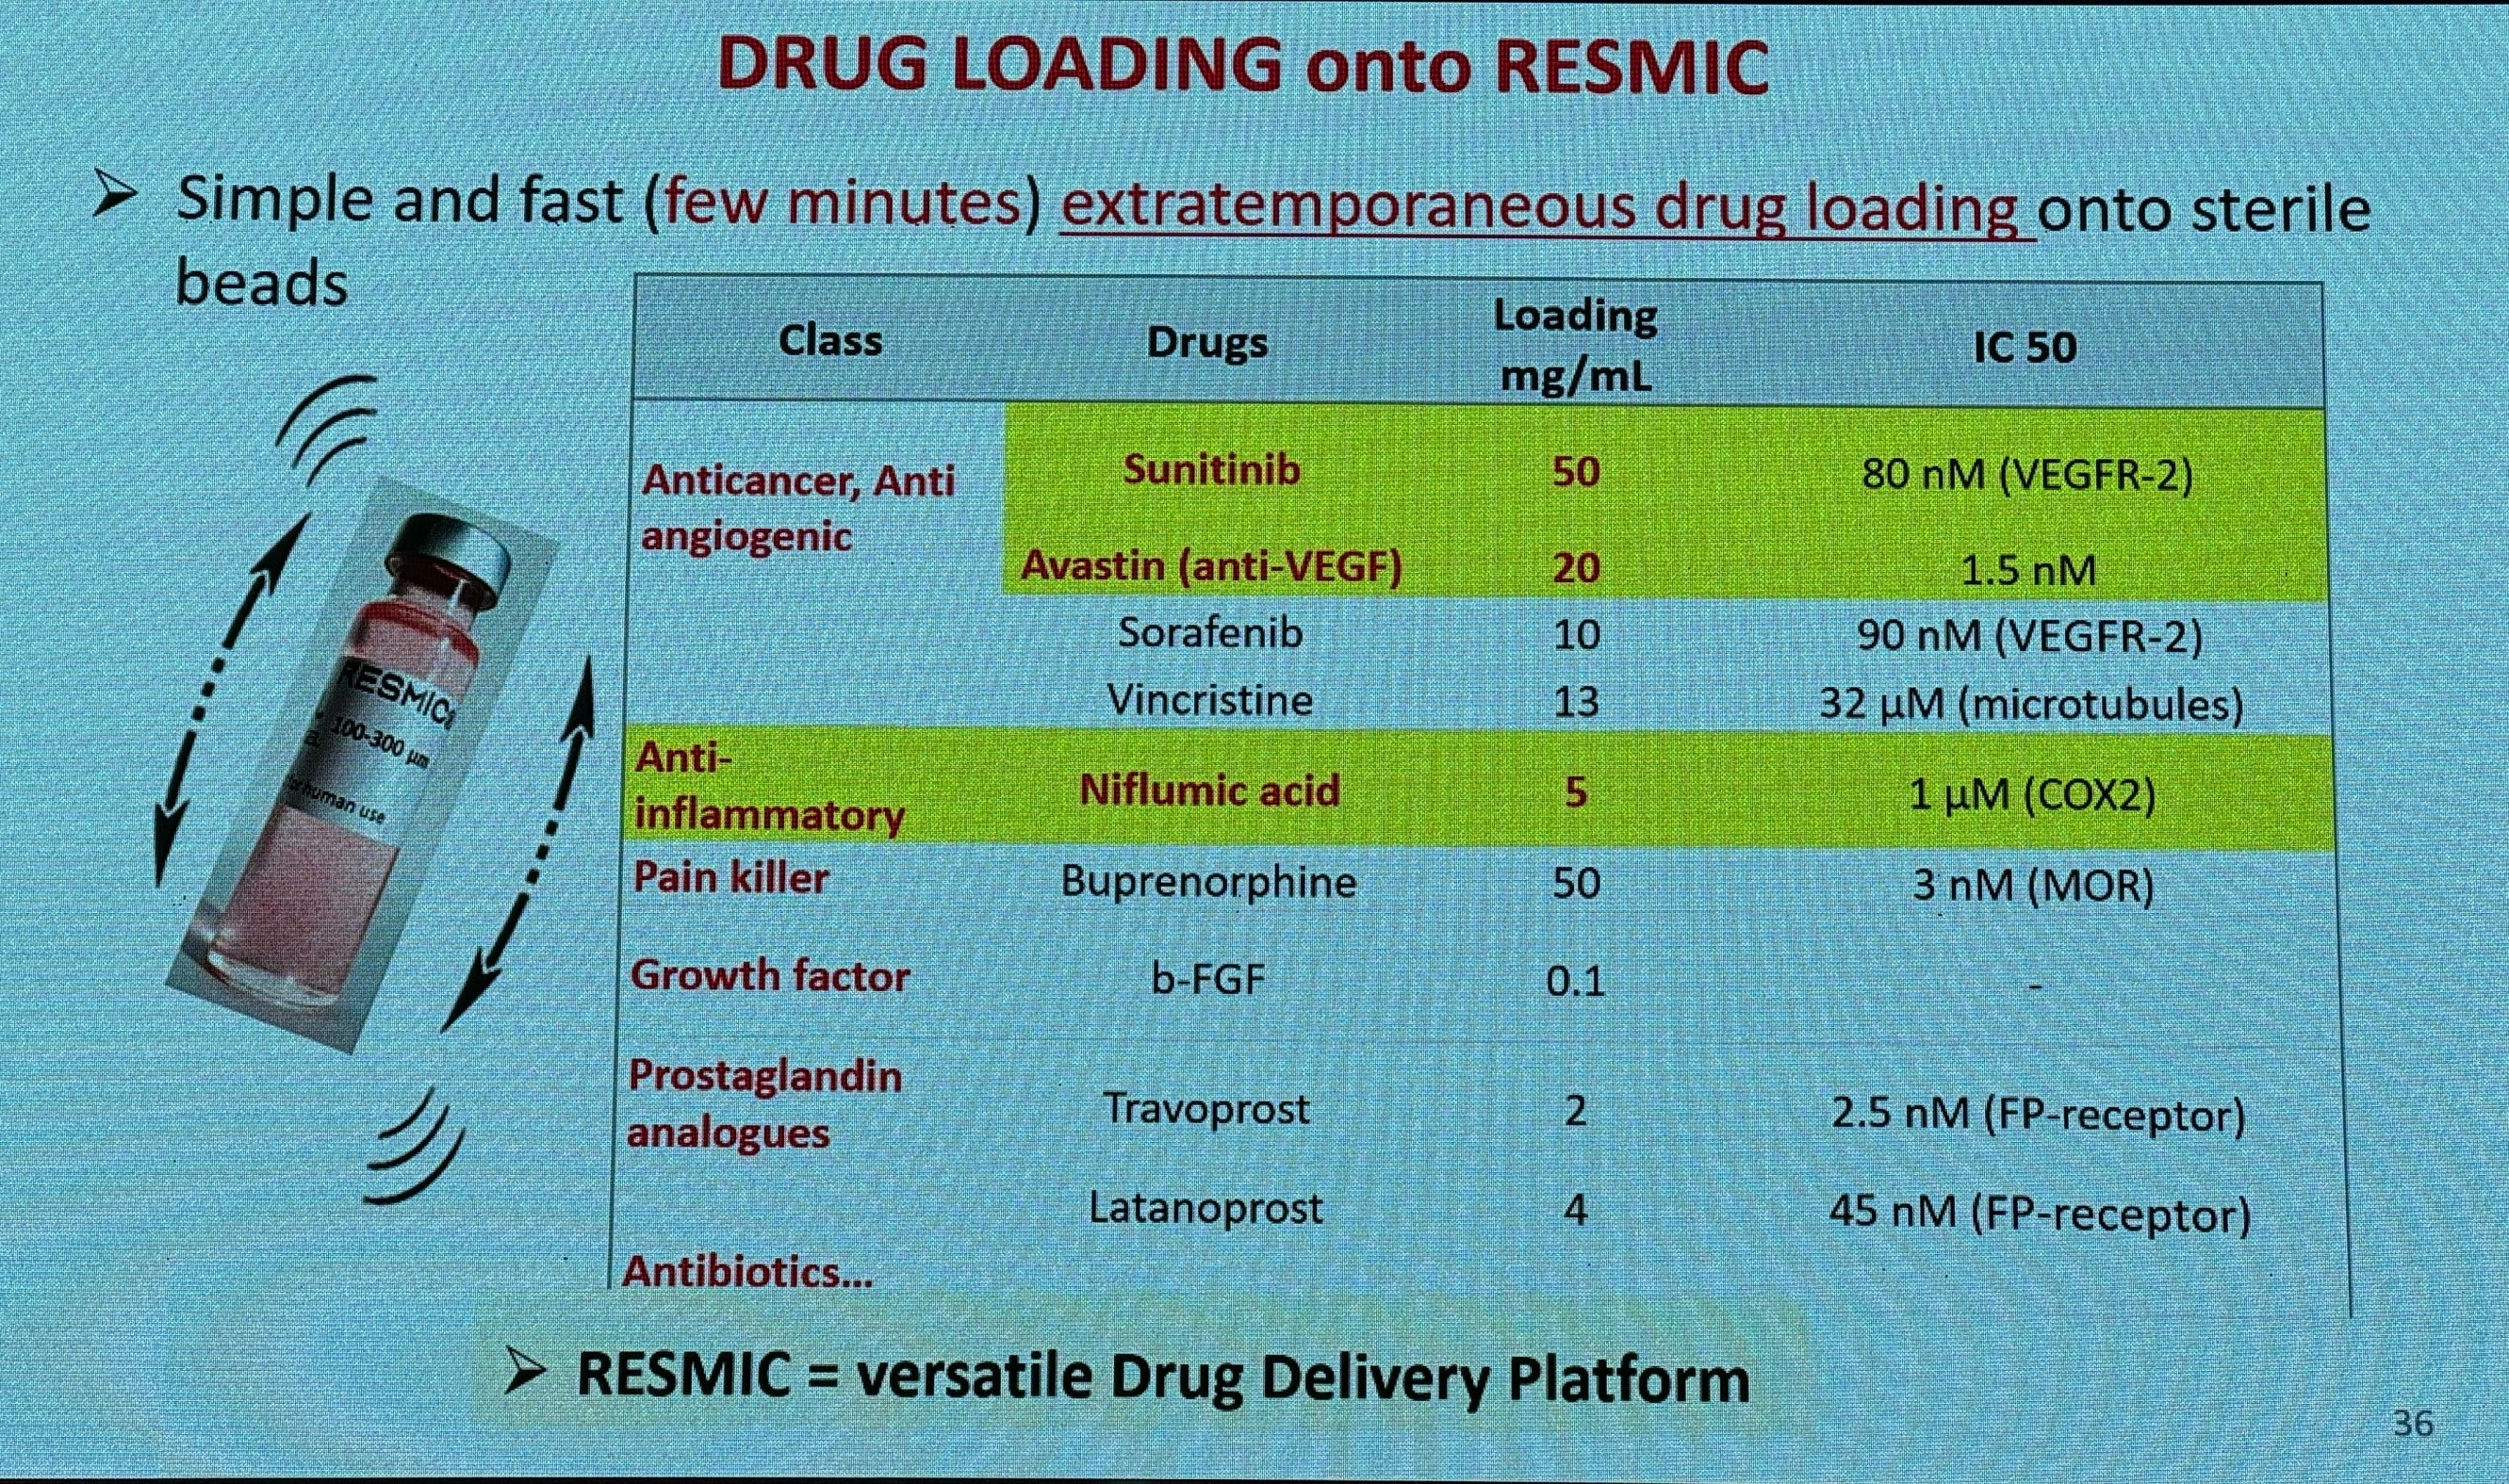 DRUG LOADING onto RESMIC
➢ Simple and fast (few minutes) extratemporaneous drug loading onto sterile
beads
Class Drugs Loading mg/mL IC 50
Anticancer, Anti
angiogenic
Sunitinib 50 80 nM (VEGFR-2)
Avastin (anti-VEGF) 20 1.5 nM
Sorafenib 10 90 nM (VEGFR-2)
Vincristine 13 32 µM (microtubules)
Anti-
inflammatory
Niflumic acid 5 1 µM (COX2)
Pain killer Buprenorphine 50 3 nM (MOR)
Growth factor b-FGF 0.1 -
Prostaglandin
analogues
Travoprost 2 2.5 nM (FP-receptor)
Latanoprost 4 45 nM (FP-receptor)
Antibiotics...
RESMIC
100-300 µm
human use
➢ RESMIC = versatile Drug Delivery Platform
36